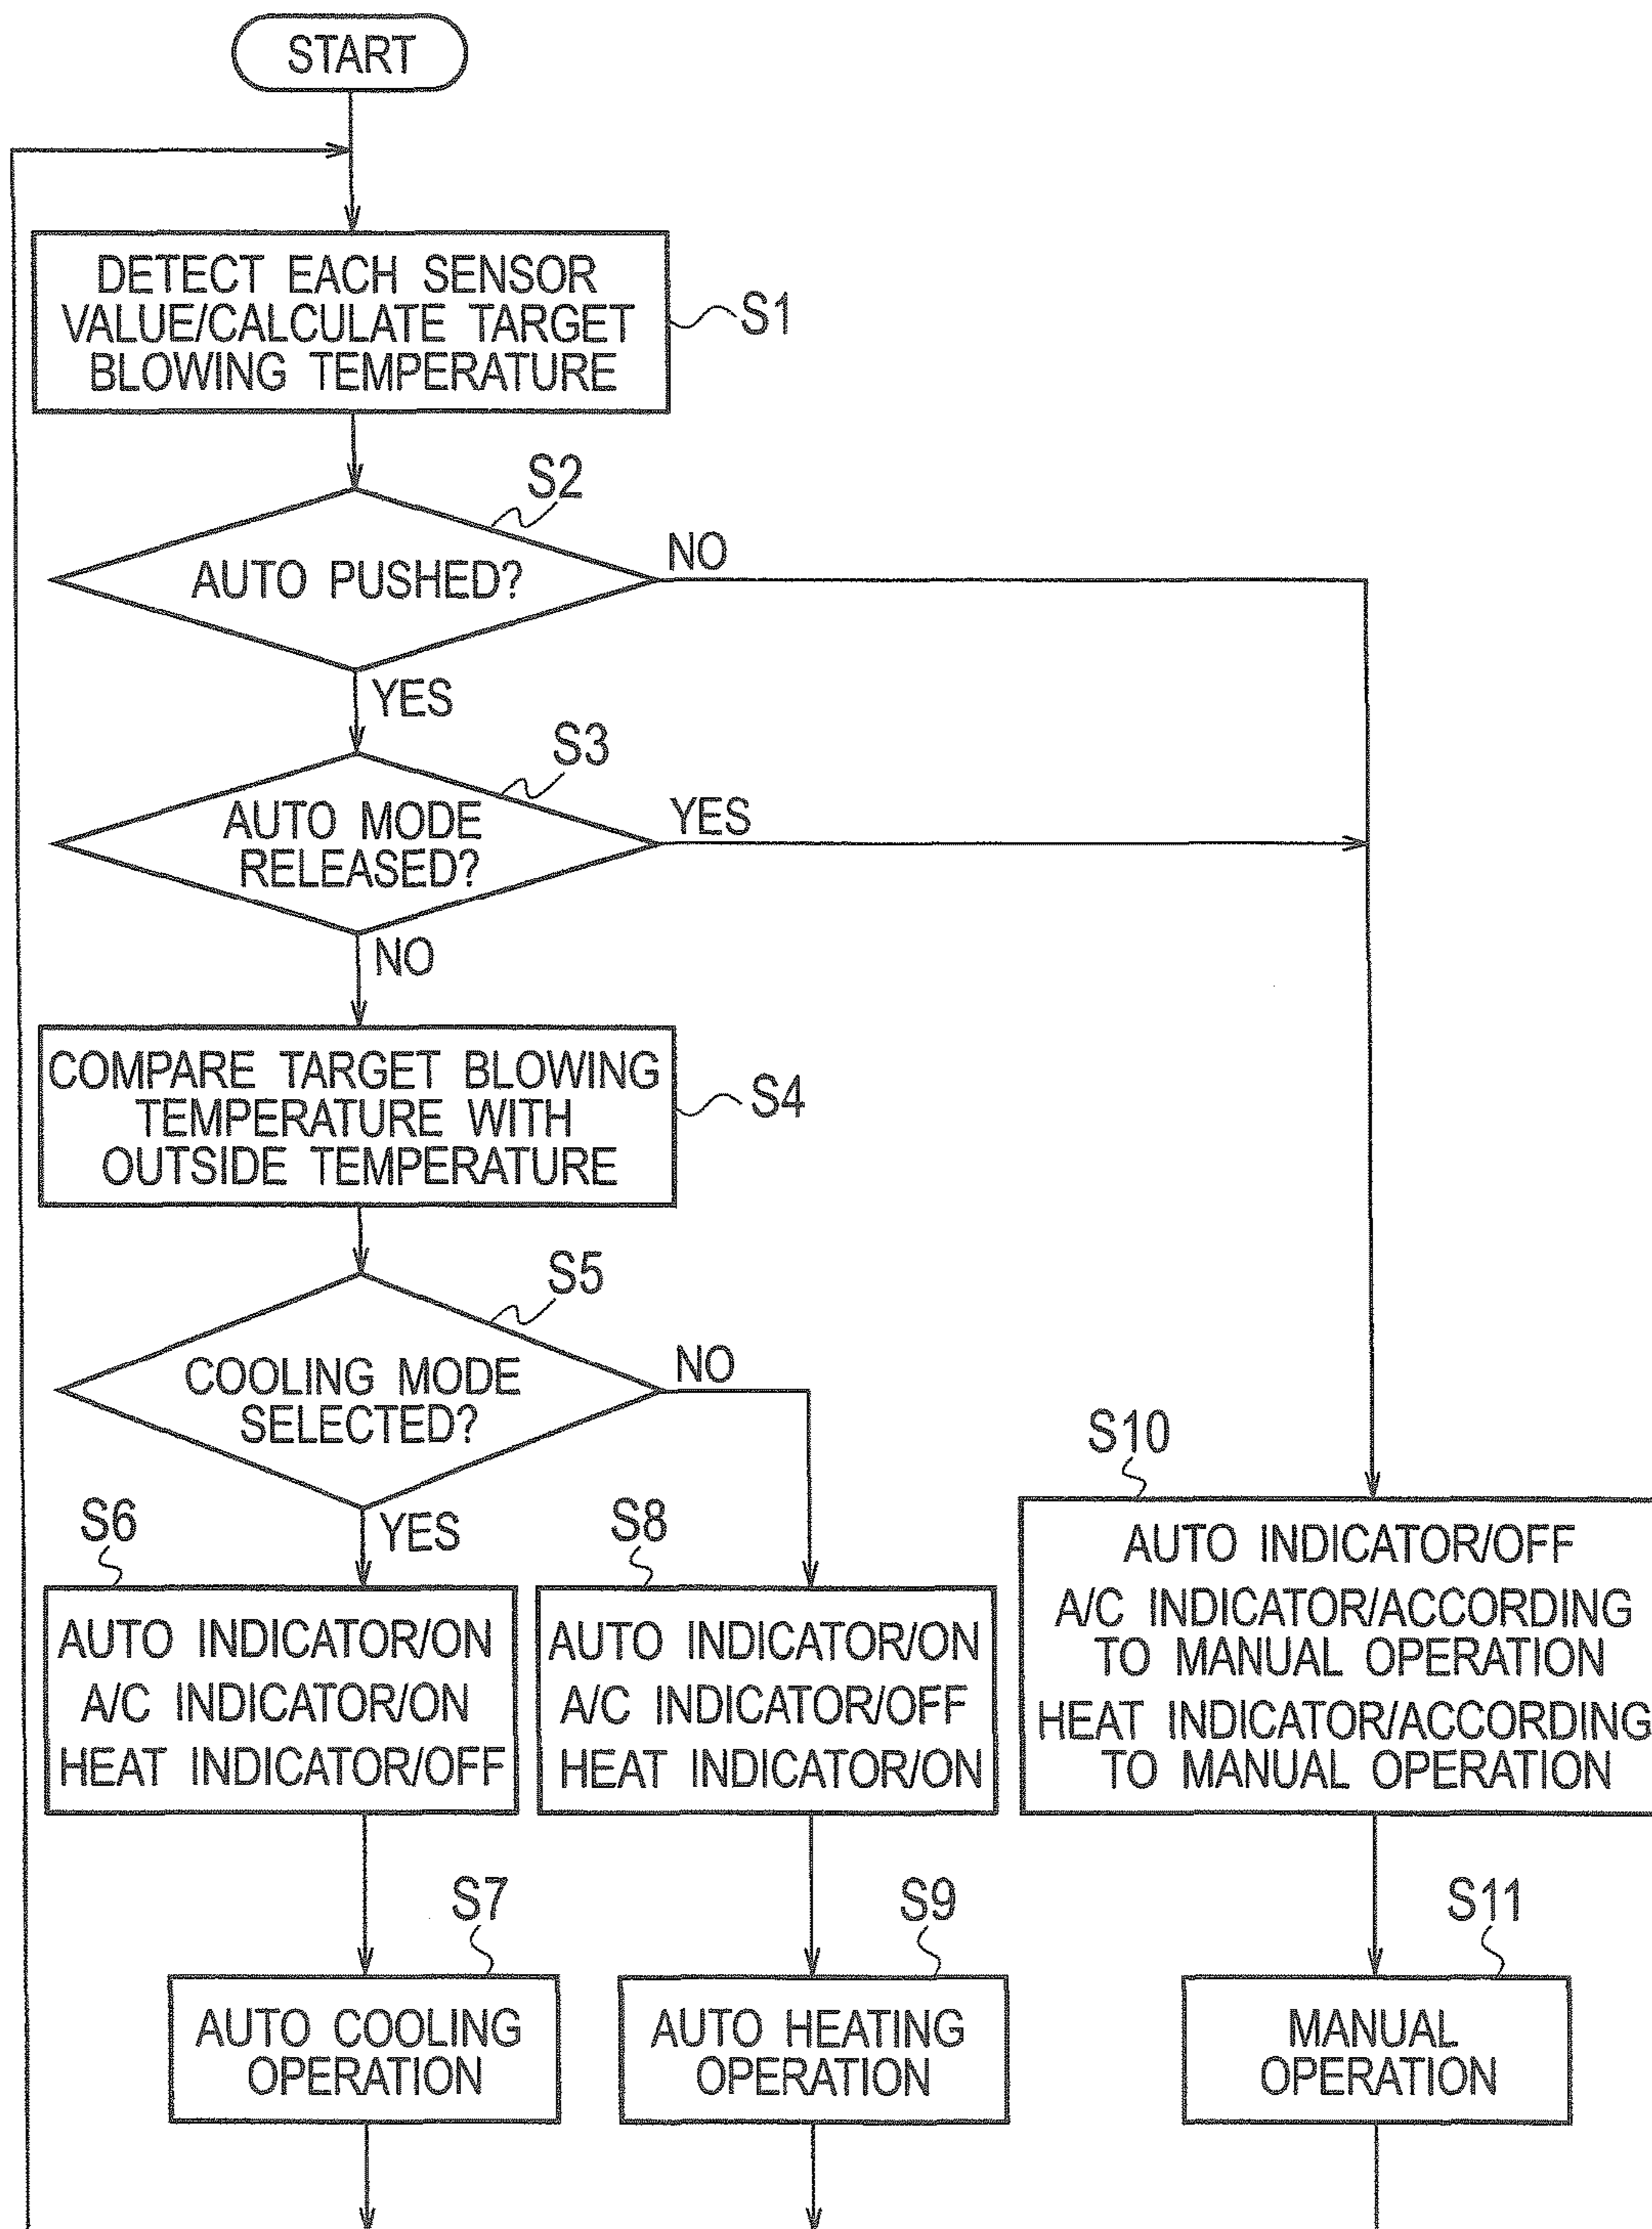 START
DETECT EACH SENSOR
VALUE/CALCULATE TARGET
BLOWING TEMPERATURE
S1
S2
AUTO PUSHED?
NO
YES
S3
AUTO MODE
RELEASED?
YES
NO
COMPARE TARGET BLOWING
TEMPERATURE WITH
OUTSIDE TEMPERATURE
S4
S5
COOLING MODE
SELECTED?
NO
YES
S6
AUTO INDICATOR/ON
A/C INDICATOR/ON
HEAT INDICATOR/OFF
S8
AUTO INDICATOR/ON
A/C INDICATOR/OFF
HEAT INDICATOR/ON
S10
AUTO INDICATOR/OFF
A/C INDICATOR/ACCORDING
TO MANUAL OPERATION
HEAT INDICATOR/ACCORDING
TO MANUAL OPERATION
S7
AUTO COOLING
OPERATION
S9
AUTO HEATING
OPERATION
S11
MANUAL
OPERATION